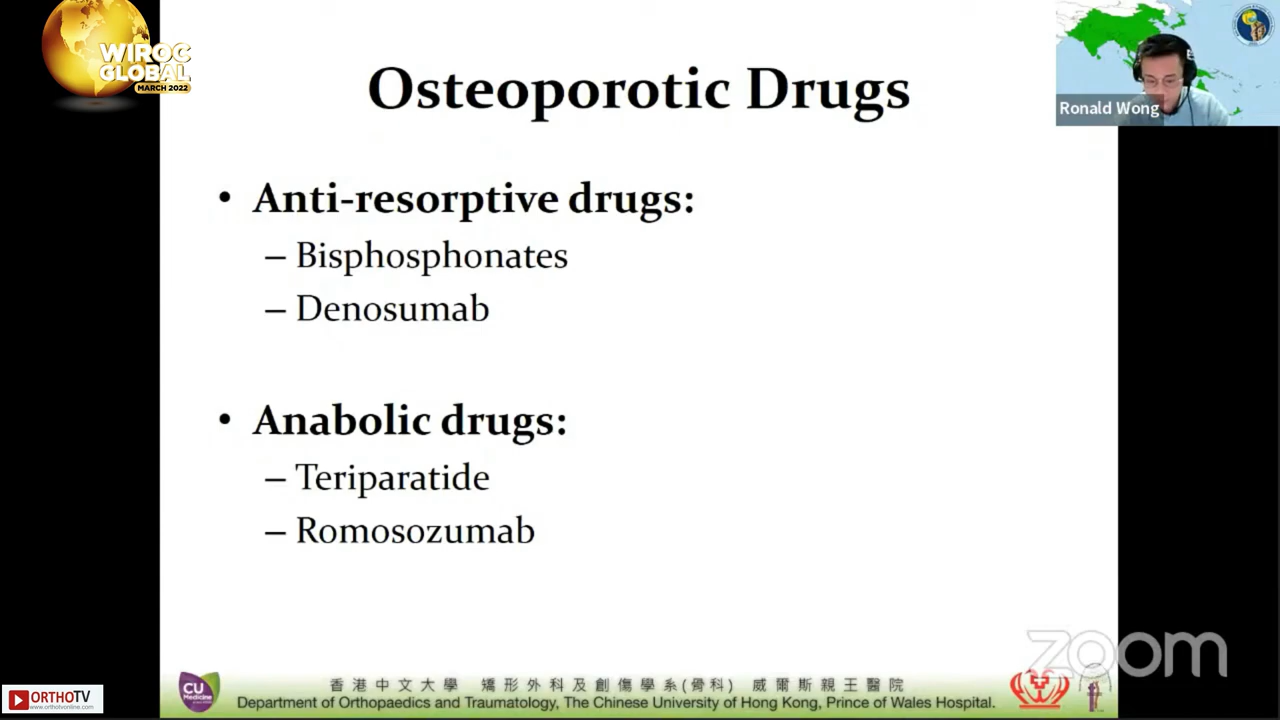 WIROC
GLOBAL
MARCH 2022
Osteoporotic Drugs
Ronald Wong
• Anti-resorptive drugs:
– Bisphosphonates
– Denosumab
• Anabolic drugs:
– Teriparatide
– Romosozumab
zoom
CU
Medicine
香港中文大學 矯形外科及創傷學系(骨科) 威爾斯親王醫院
Department of Orthopaedics and Traumatology, The Chinese University of Hong Kong, Prince of Wales Hospital.
ORTHOTV
www.orthotvonline.com